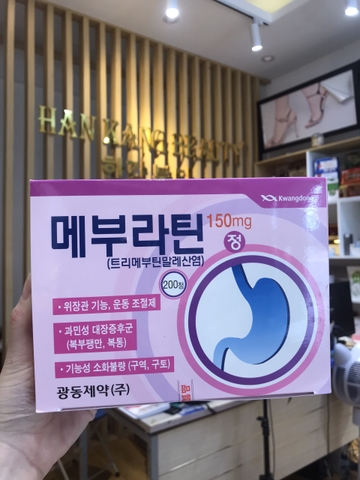 HAN
Kwangdong
메부라틴 150mg
정
(트리메부틴말레산염)
200정
· 위장관 기능, 운동 조절제
· 과민성 대장증후군
(복부팽만, 복통)
· 기능성 소화불량 (구역, 구토)
광동제약(주)